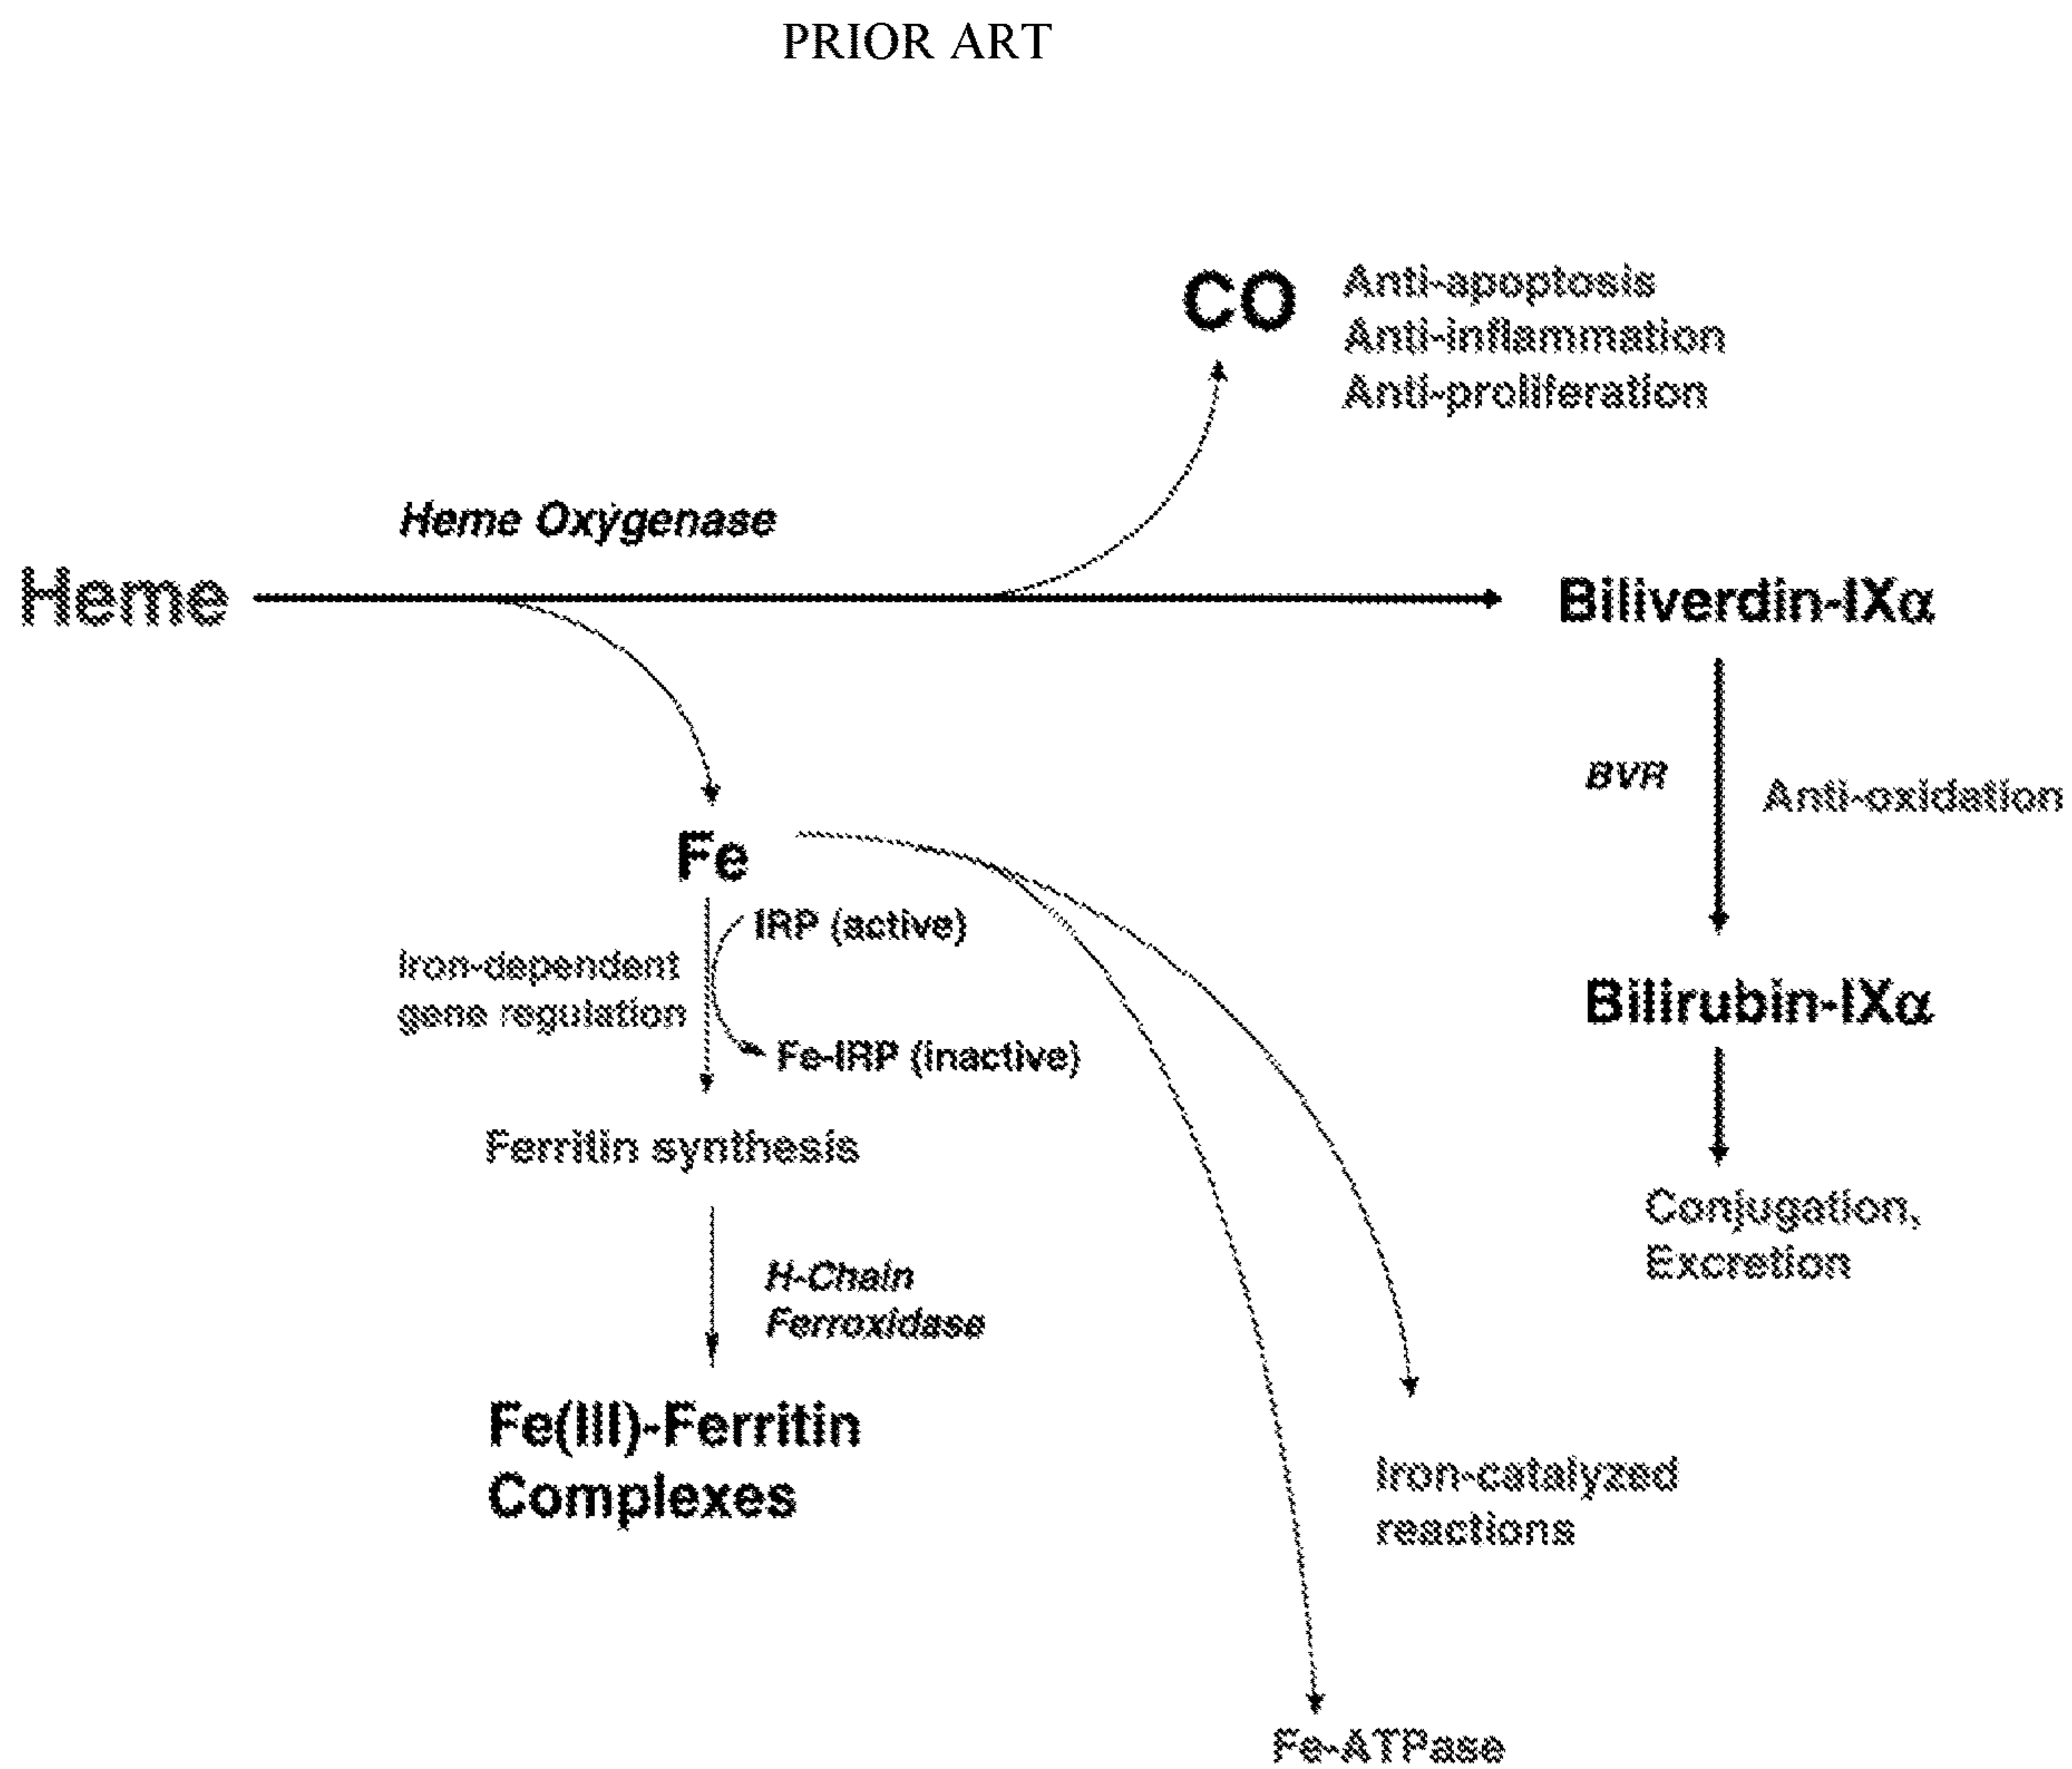 PRIOR ART
CO
Anti-apoptosis
Anti-inflammation
Anti-proliferation
Heme Oxygenase
Heme
Biliverdin-IXα
BVR
Anti-oxidation
Fe
IRP (active)
Iron-dependent
gene regulation
Fe-IRP (inactive)
Bilirubin-IXα
Ferritin synthesis
Conjugation,
Excretion
H-Chain
Ferroxidase
Fe(III)-Ferritin
Complexes
Iron-catalyzed
reactions
Fe-ATPase